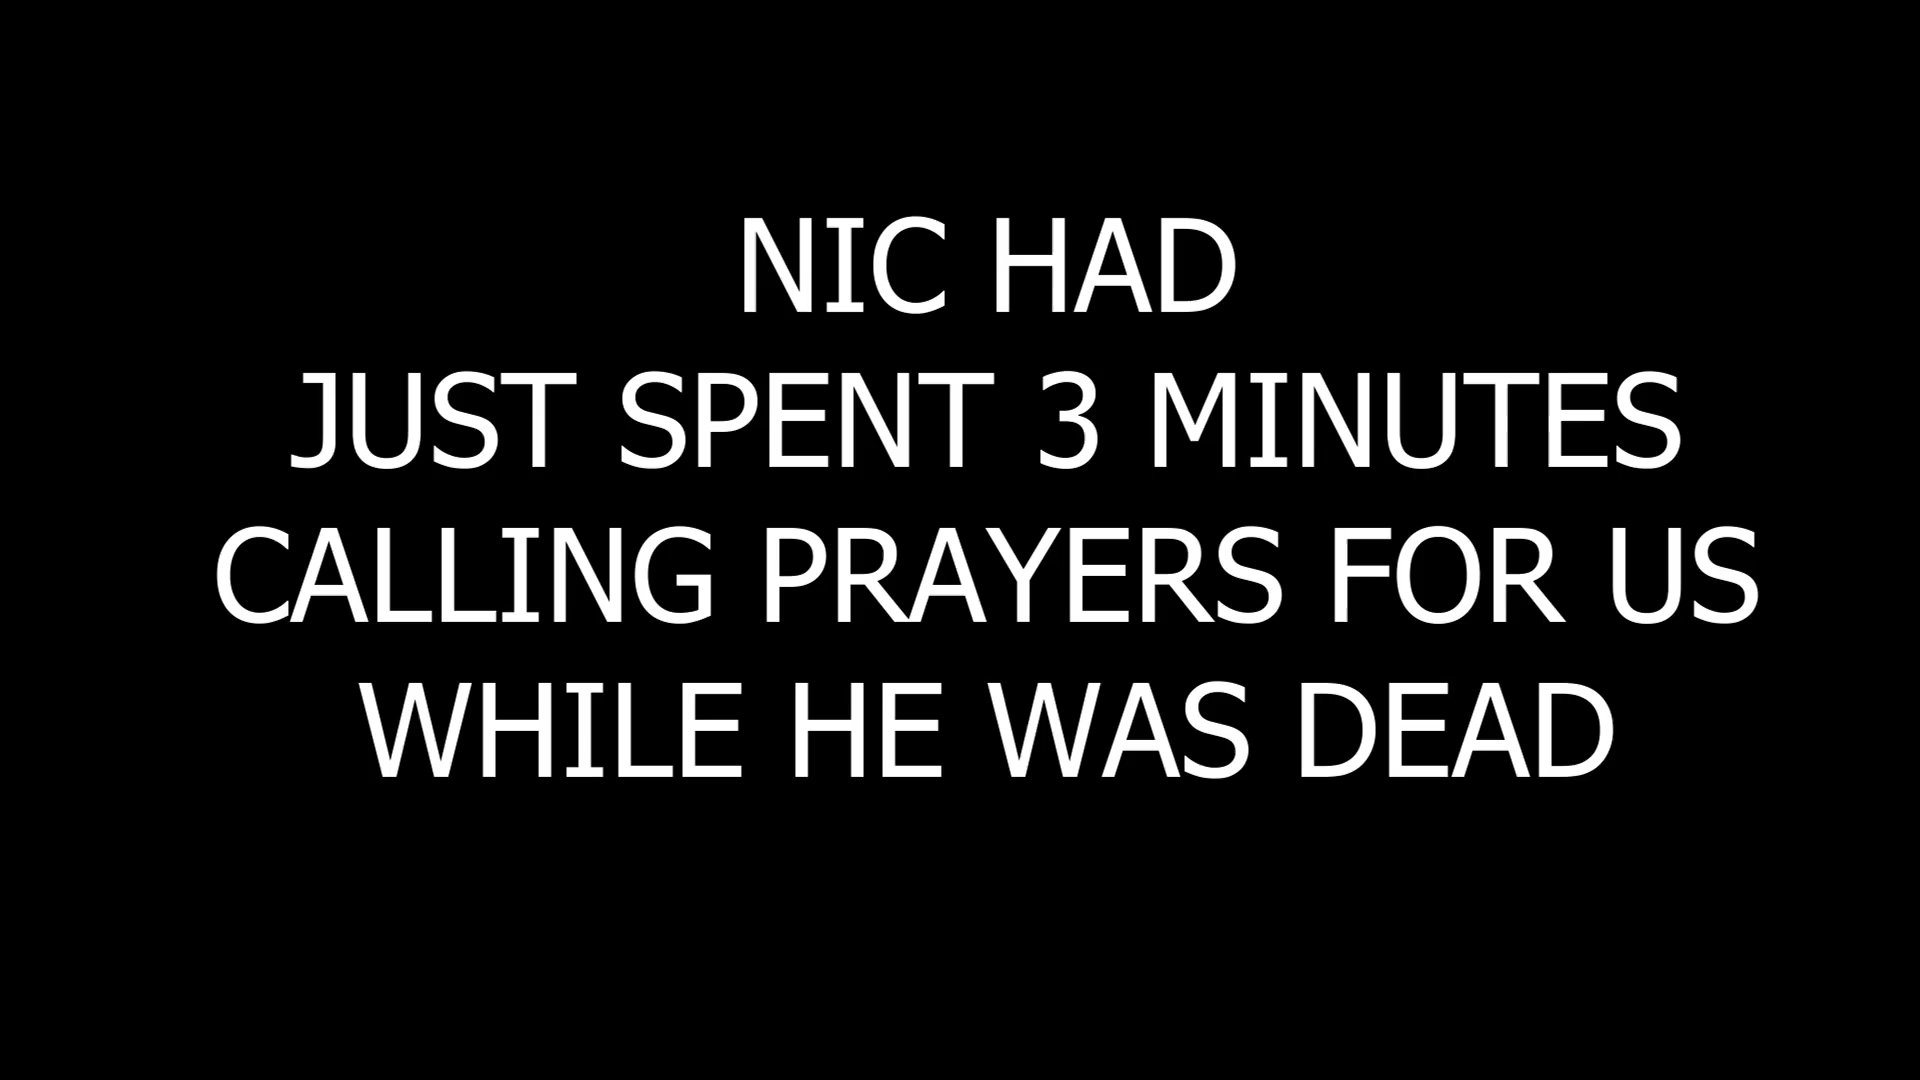 NIC HAD
JUST SPENT 3 MINUTES
CALLING PRAYERS FOR US
WHILE HE WAS DEAD